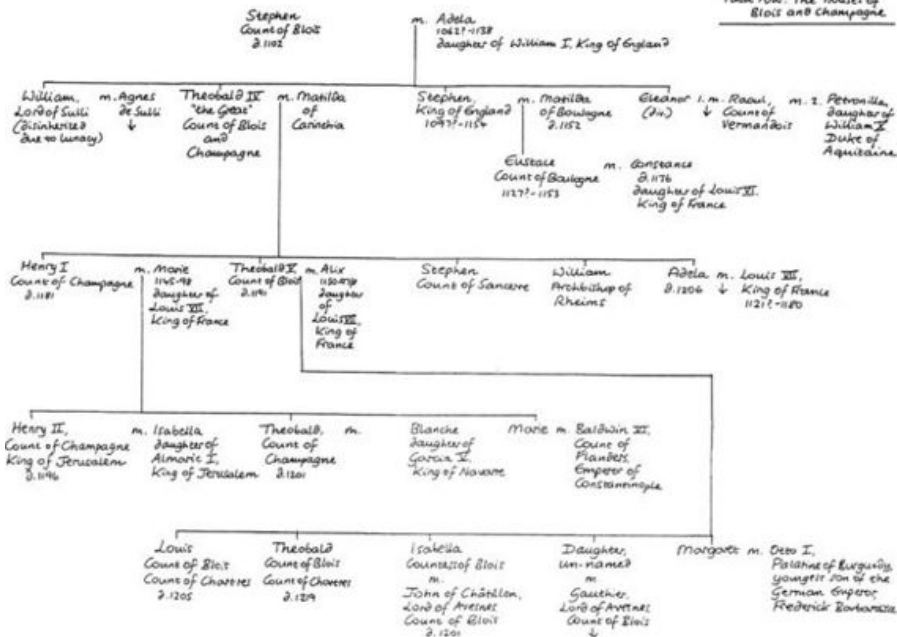 The Houses of
Blois and Champagne
Stephen
Count of Blois
d.1102
m. Adela
1062?-1138
daughter of William I, King of England
William,
Lord of Sulli
(disinherited
due to lunacy)
m. Agnes
de Sulli
↓
Theobald IV
"the Great"
Count of Blois
and
Champagne
m. Matilda
of
Carinthia
Stephen,
King of England
1097?-1154
m. Matilda
of Boulogne
d.1152
Eleanor
(div.)
1. m. Raoul,
↓ Count of
Vermandois
m. 2. Petronilla,
daughter of
William X
Duke of
Aquitaine
Eustace
Count of Boulogne
1127?-1153
m. Constance
d.1176
daughter of Louis VI,
King of France
Henry I
Count of Champagne
d.1181
m. Marie
1145-98
daughter of
Louis VII,
King of France
Theobald V
Count of Blois
d.1191
m. Alix
daughter
of
Louis VII,
King of
France
Stephen
Count of Sancerre
William
Archbishop of
Rheims
Adela
d.1206
m. Louis VII,
↓ King of France
1121?-1180
Henry II,
Count of Champagne
King of Jerusalem
d.1196
m. Isabella
daughter of
Almaric I,
King of Jerusalem
Theobald,
Count of
Champagne
d.1201
m.
Blanche
daughter of
Garcia V
King of Navarre
Marie
m. Baldwin VI,
Count of
Flanders,
Emperor of
Constantinople
Louis
Count of Blois
Count of Chartres
d.1205
Theobald
Count of Blois
Count of Chartres
d.1219
Isabella
Countess of Blois
m.
John of Châtillon,
Lord of Avesnes
Count of Blois
d.1201
Daughter,
un-named
m
Gauthier,
Lord of Avesnes
Count of Blois
↓
Margaret
m. Otto I,
Palatine of Burgundy,
youngest son of the
German Emperor,
Frederick Barbarossa